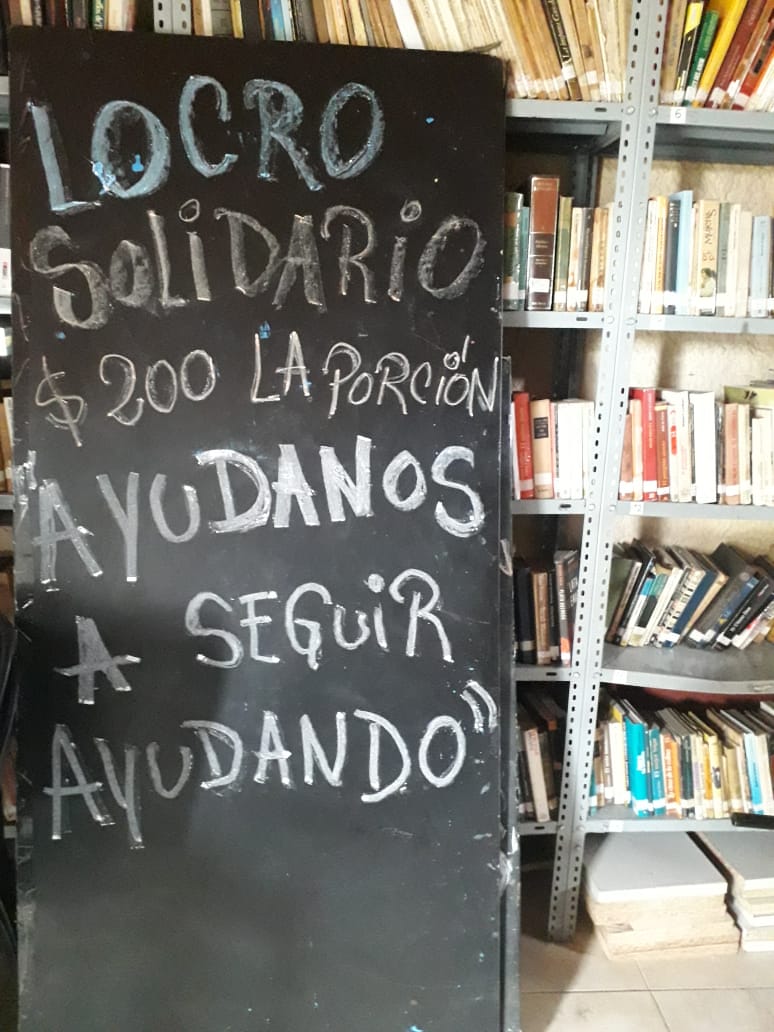 LOCRO
SOLIDARIO
$ 200 LA PORCIÓN
"AYUDANOS
A SEGUIR
AYUDANDO"